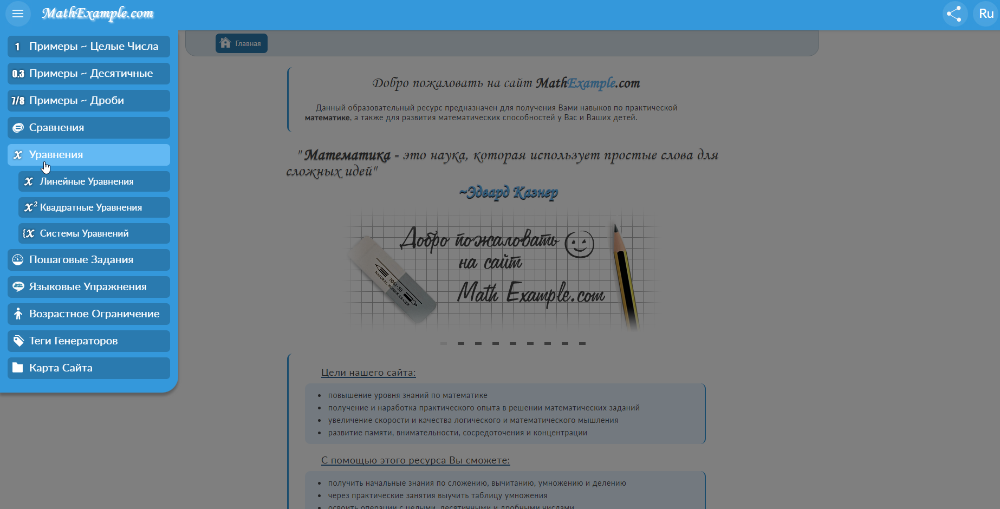 MathExample.com
Ru
1 Примеры ~ Целые Числа
0.3 Примеры ~ Десятичные
7/8 Примеры ~ Дроби
Сравнения
x Уравнения
x Линейные Уравнения
x² Квадратные Уравнения
{x Системы Уравнений
Пошаговые Задания
Языковые Упражнения
Возрастное Ограничение
Теги Генераторов
Карта Сайта
Главная
Добро пожаловать на сайт MathExample.com
Данный образовательный ресурс предназначен для получения Вами навыков по практической
математике, а также для развития математических способностей у Вас и Ваших детей.
" Математика - это наука, которая использует простые слова для
сложных идей"
~Эдвард Казнер
Добро пожаловать
на сайт
Math Example.com
7061-50
NATURAL RUBBER ERASER
Цели нашего сайта:
• повышение уровня знаний по математике
• получение и наработка практического опыта в решении математических заданий
• увеличение скорости и качества логического и математического мышления
• развитие памяти, внимательности, сосредоточения и концентрации
С помощью этого ресурса Вы сможете:
• получить начальные знания по сложению, вычитанию, умножению и делению
• через практические занятия выучить таблицу умножения
• освоить операции с целыми, десятичными и дробными числами